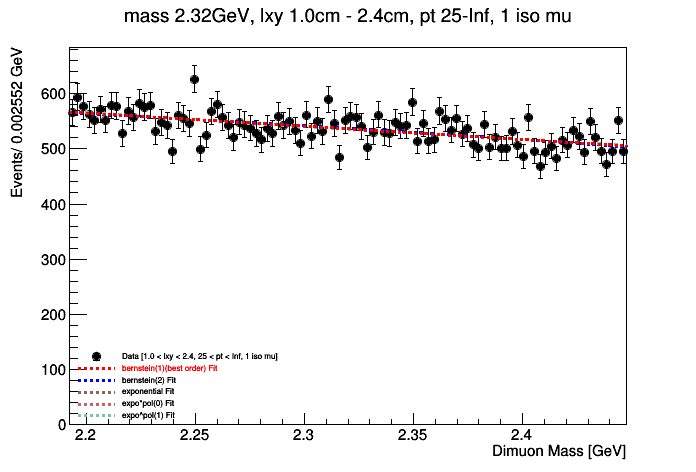 mass 2.32GeV, lxy 1.0cm - 2.4cm, pt 25-Inf, 1 iso mu
Events/ 0.002552 GeV
600
500
400
300
200
100
0
Data [1.0 < lxy < 2.4, 25 < pt < Inf, 1 iso mu]
bernstein(1)(best order) Fit
bernstein(2) Fit
exponential Fit
expo*pol(0) Fit
expo^pol(1) Fit
2.2 2.25 2.3 2.35 2.4
Dimuon Mass [GeV]